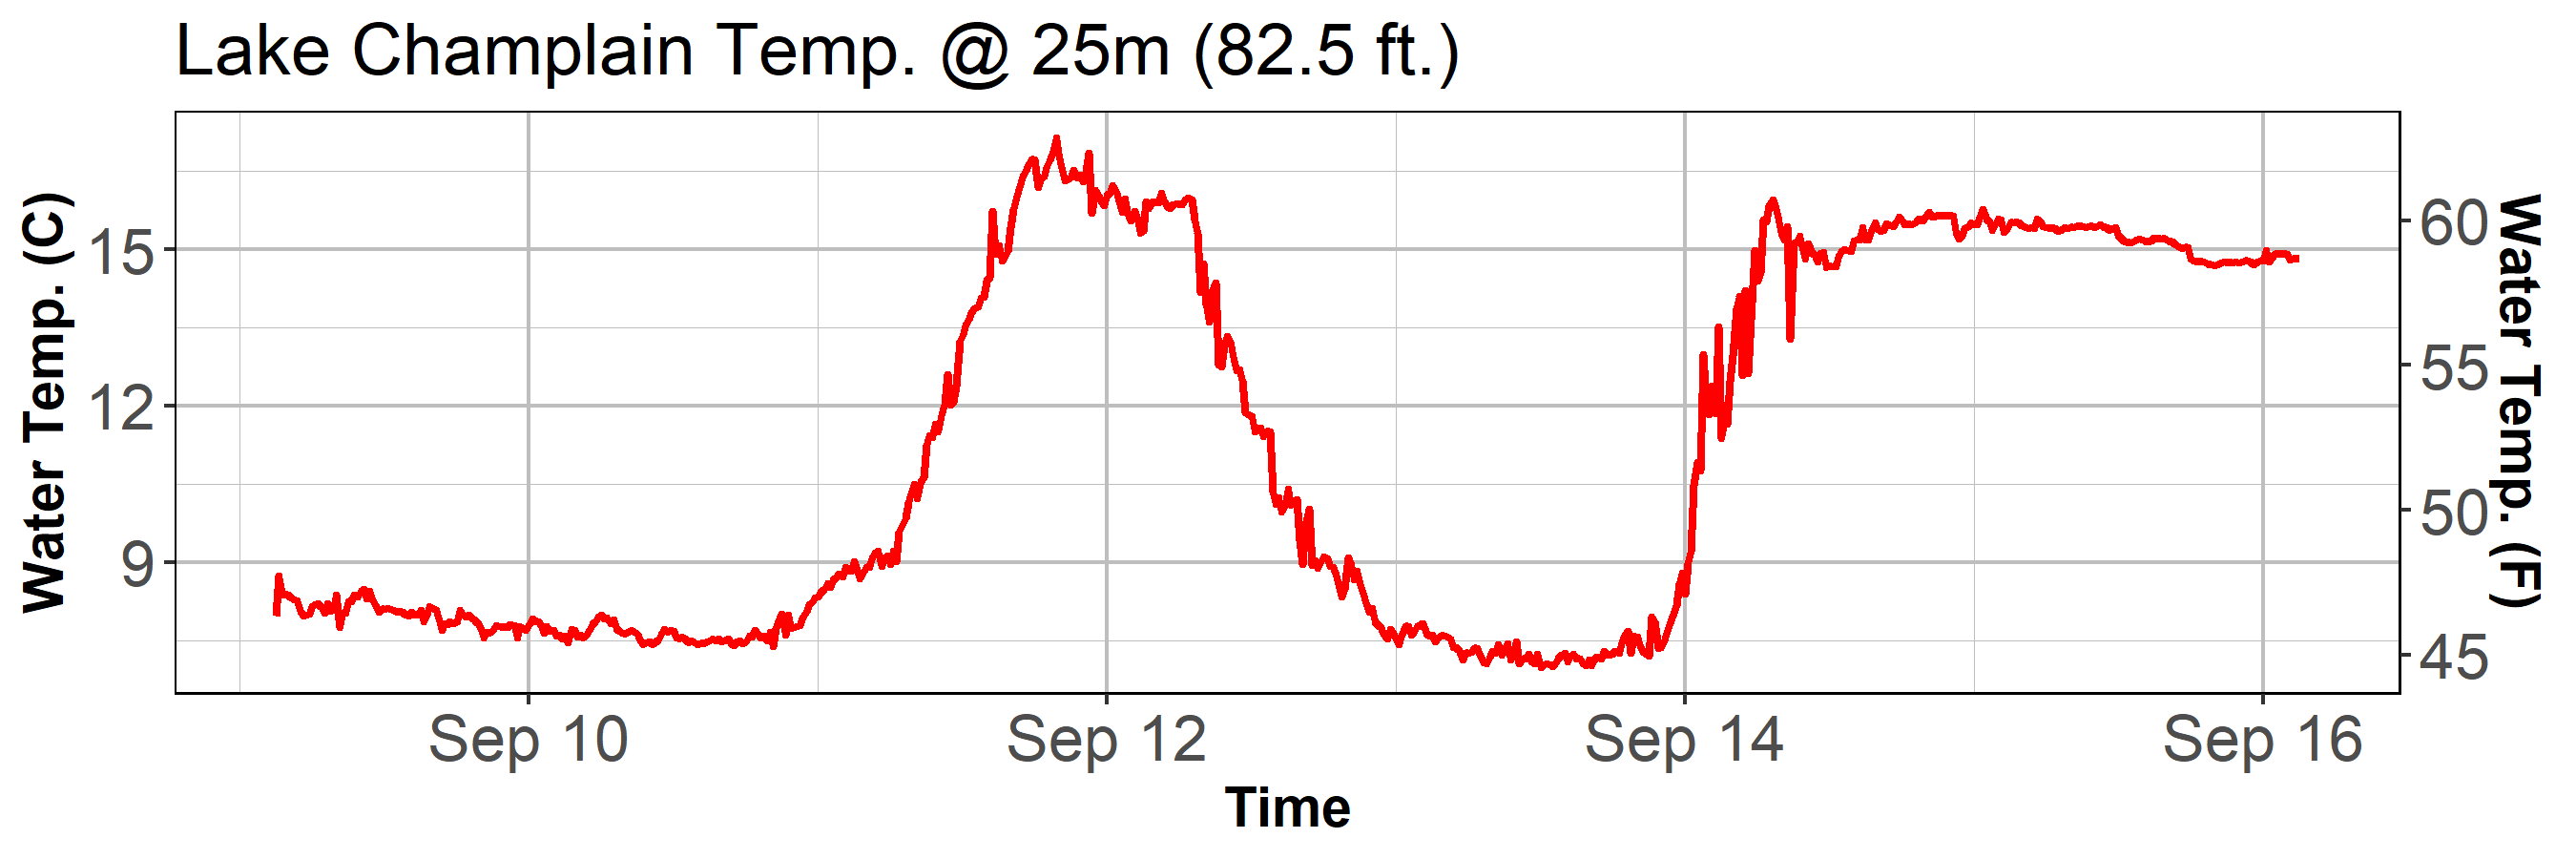 Lake Champlain Temp. @ 25m (82.5 ft.)
Water Temp. (C)
15
12
9
60
55
50
45
Water Temp. (F)
Sep 10
Sep 12
Sep 14
Sep 16
Time